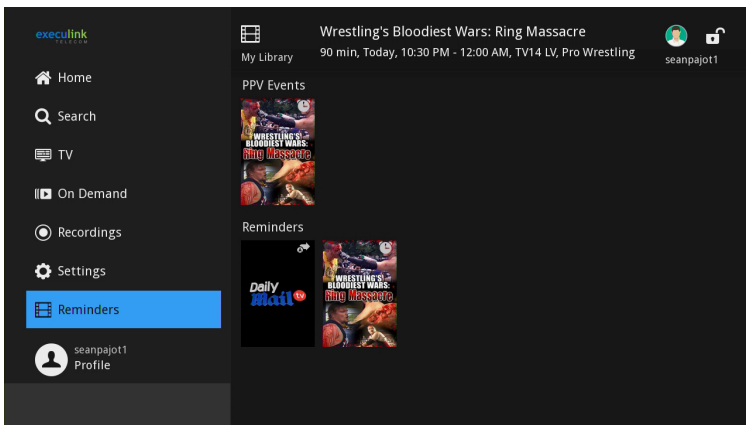 execulink
TELECOM
Home
Search
TV
On Demand
Recordings
Settings
Reminders
seanpajot1
Profile
My Library
Wrestling's Bloodiest Wars: Ring Massacre
90 min, Today, 10:30 PM - 12:00 AM, TV14 LV, Pro Wrestling
seanpajot1
PPV Events
WRESTLING'S
BLOODIEST WARS:
Ring Massacre
Reminders
Daily
Mail TV
WRESTLING'S
BLOODIEST WARS:
Ring Massacre